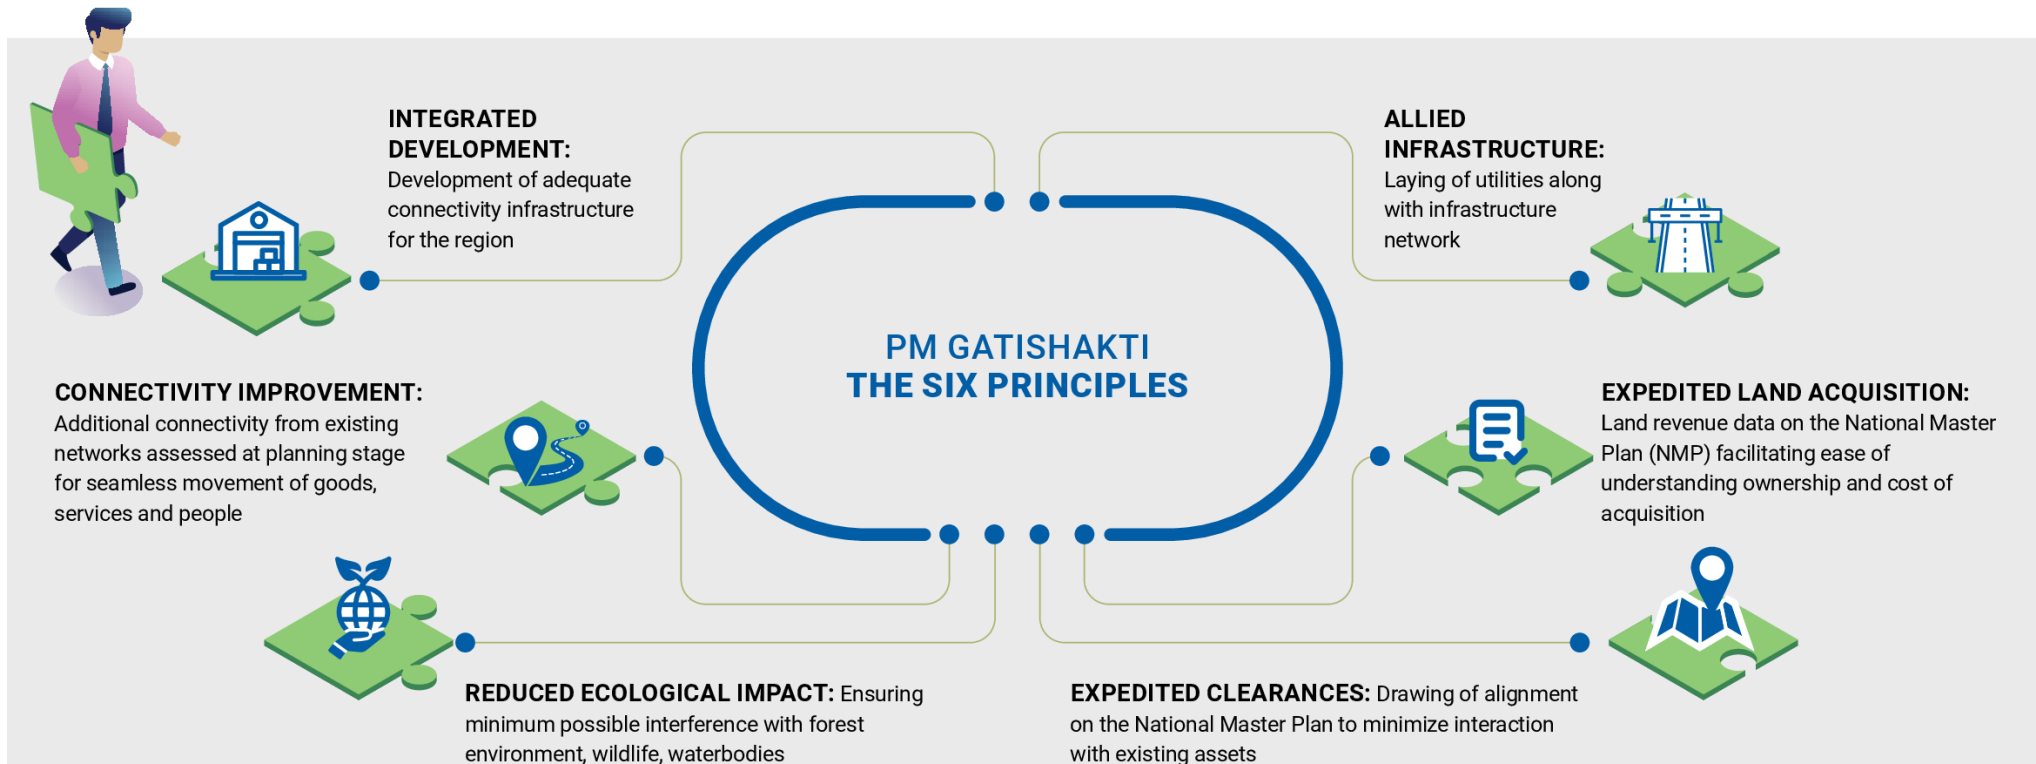 INTEGRATED
DEVELOPMENT:
Development of adequate
connectivity infrastructure
for the region
ALLIED
INFRASTRUCTURE:
Laying of utilities along
with infrastructure
network
PM GATISHAKTI
THE SIX PRINCIPLES
CONNECTIVITY IMPROVEMENT:
Additional connectivity from existing
networks assessed at planning stage
for seamless movement of goods,
services and people
EXPEDITED LAND ACQUISITION:
Land revenue data on the National Master
Plan (NMP) facilitating ease of
understanding ownership and cost of
acquisition
REDUCED ECOLOGICAL IMPACT: Ensuring
minimum possible interference with forest
environment, wildlife, waterbodies
EXPEDITED CLEARANCES: Drawing of alignment
on the National Master Plan to minimize interaction
with existing assets